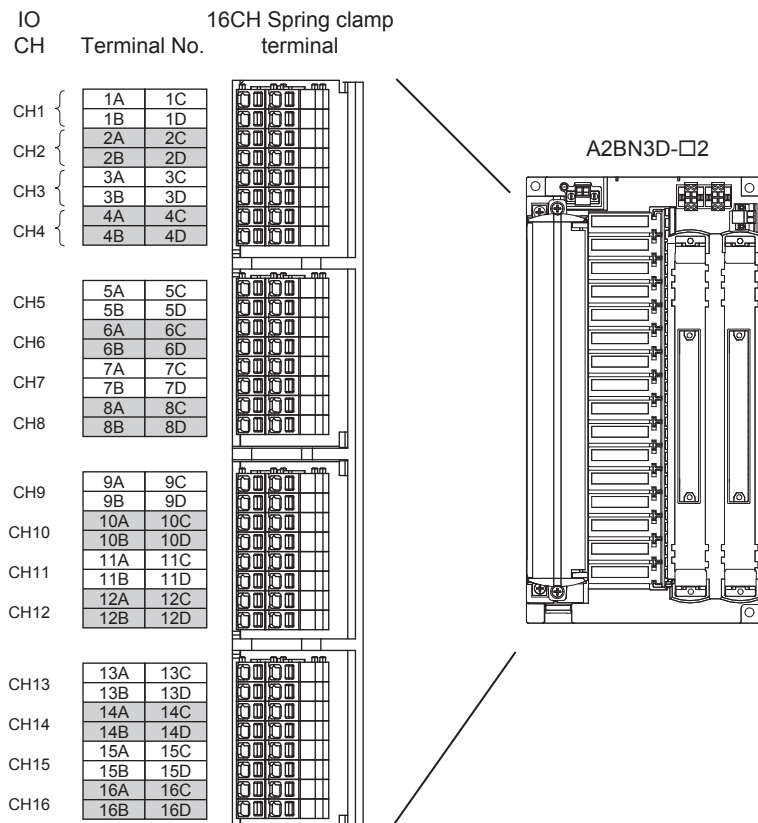 IO CH
Terminal No.
16CH Spring clamp terminal
A2BN3D-□2
CH1
1A 1C
1B 1D
CH2
2A 2C
2B 2D
CH3
3A 3C
3B 3D
CH4
4A 4C
4B 4D
CH5
5A 5C
5B 5D
CH6
6A 6C
6B 6D
CH7
7A 7C
7B 7D
CH8
8A 8C
8B 8D
CH9
9A 9C
9B 9D
CH10
10A 10C
10B 10D
CH11
11A 11C
11B 11D
CH12
12A 12C
12B 12D
CH13
13A 13C
13B 13D
CH14
14A 14C
14B 14D
CH15
15A 15C
15B 15D
CH16
16A 16C
16B 16D